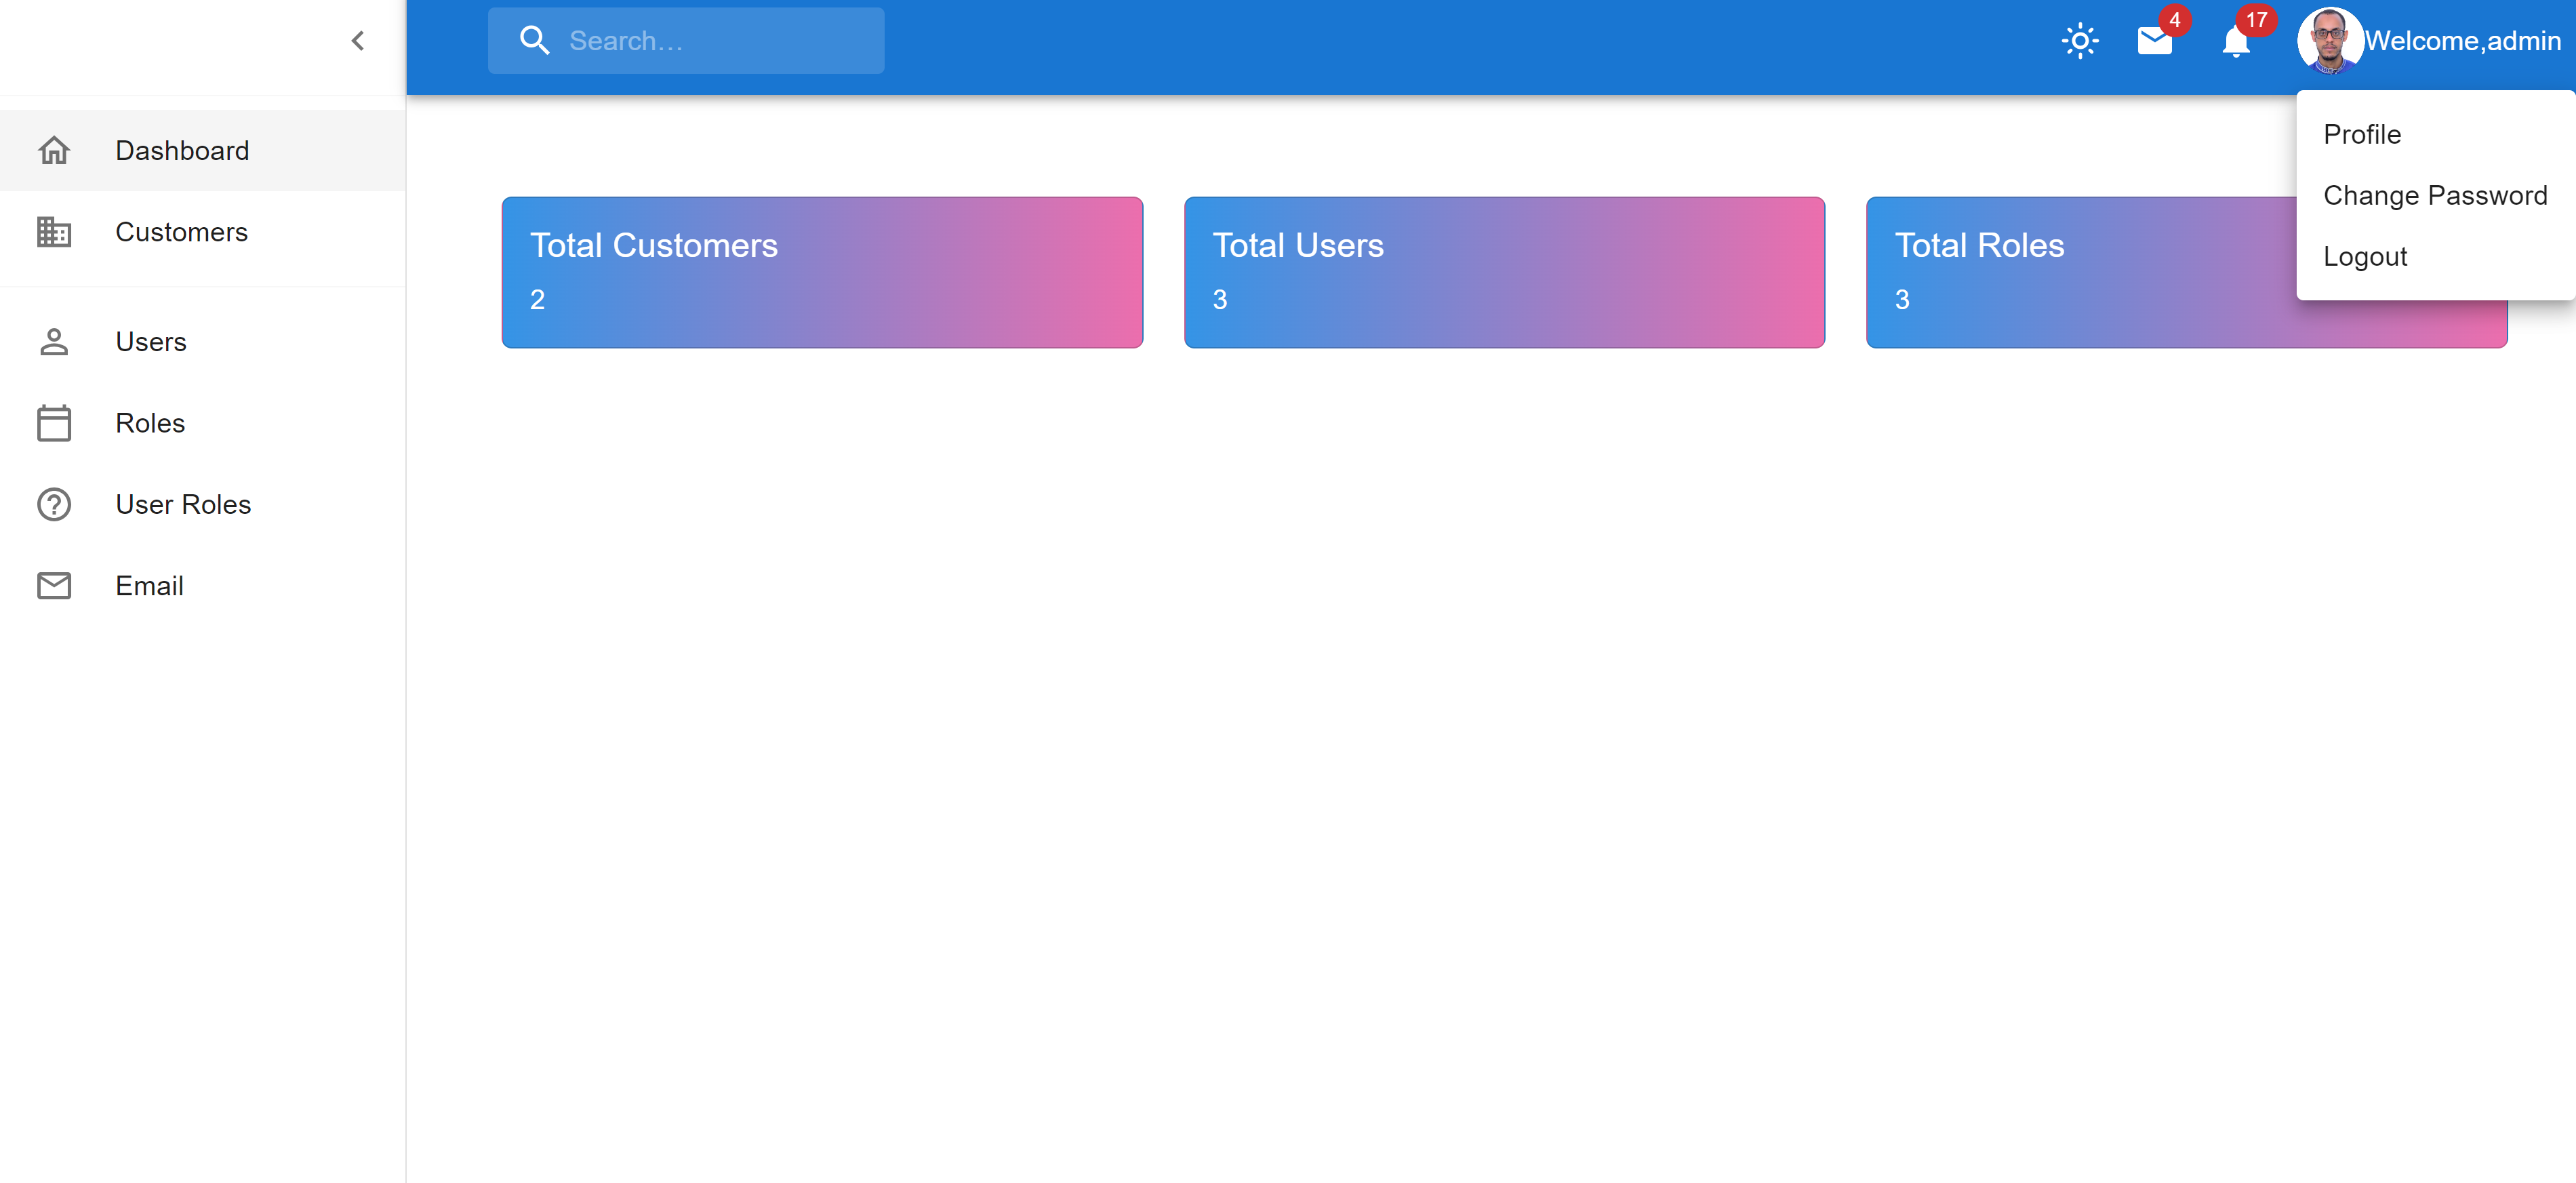 Search…
4
17
Welcome,admin
Profile
Change Password
Logout
Dashboard
Customers
Users
Roles
User Roles
Email
Total Customers
2
Total Users
3
Total Roles
3